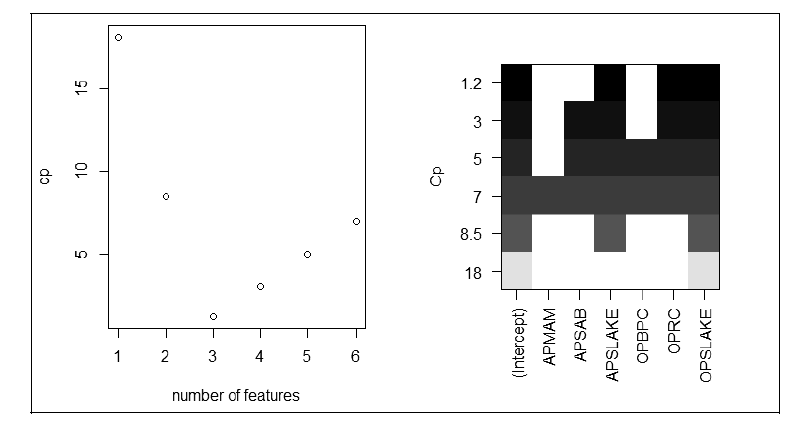 cp
15
10
5
1 2 3 4 5 6
number of features
Cp
1.2
3
5
7
8.5
18
(Intercept)
APMAM
APSAB
APSLAKE
OPBPC
OPRC
OPSLAKE